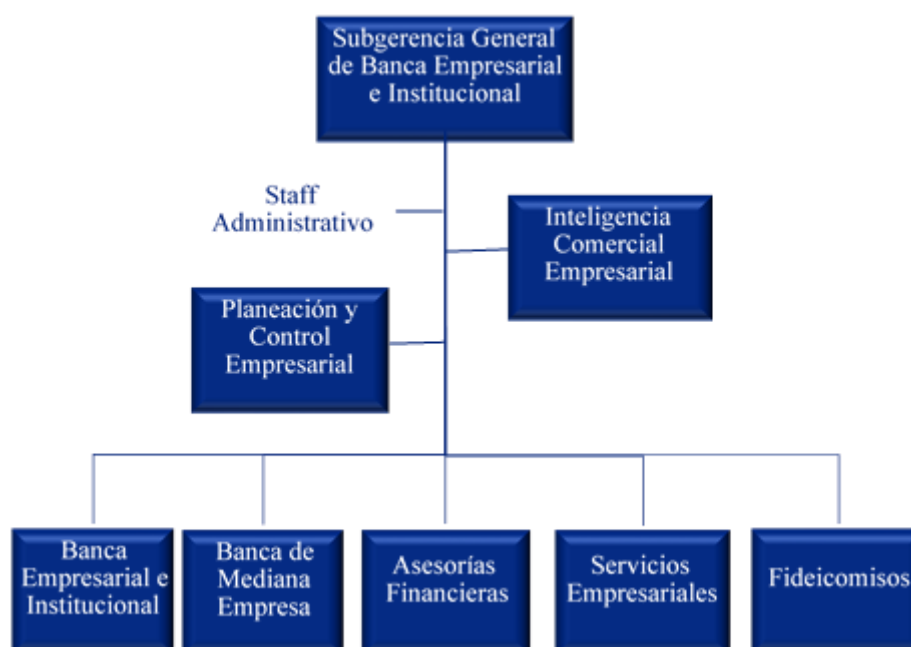 Subgerencia General
de Banca Empresarial
e Institucional
Staff
Administrativo
Inteligencia
Comercial
Empresarial
Planeación y
Control
Empresarial
Banca
Empresarial e
Institucional
Banca de
Mediana
Empresa
Asesorías
Financieras
Servicios
Empresariales
Fideicomisos